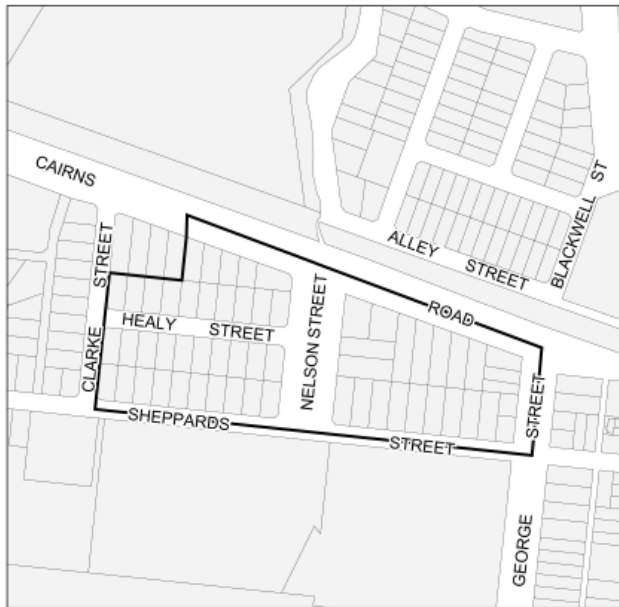 CAIRNS
ROAD
ALLEY STREET
BLACKWELL ST
CLARKE STREET
HEALY STREET
NELSON STREET
SHEPPARDS STREET
GEORGE STREET